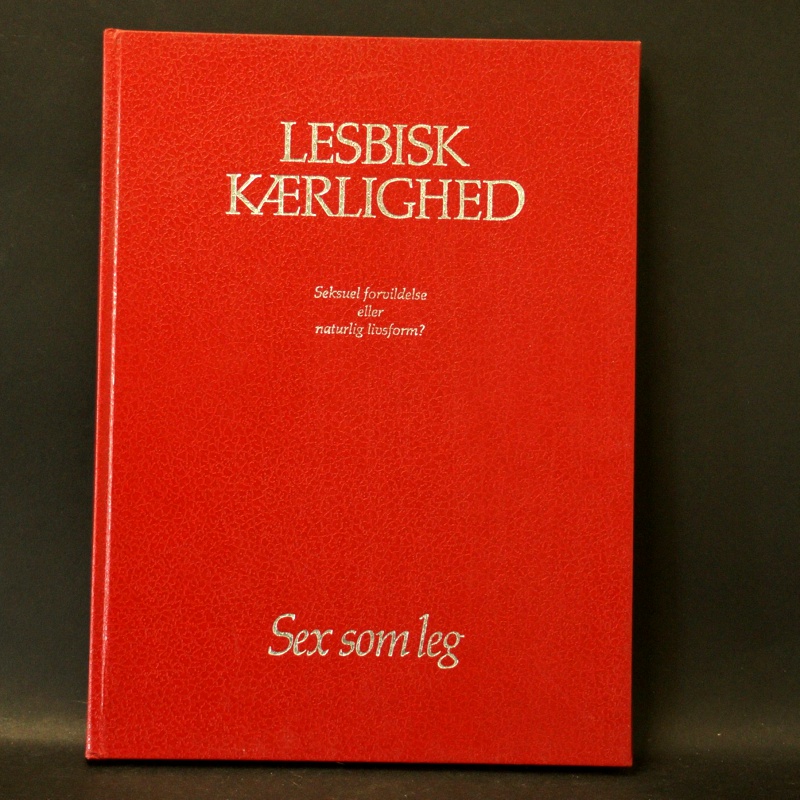 LESBISK
KÆRLIGHED
Seksuel forvildelse
eller
naturlig livsform?
Sex som leg